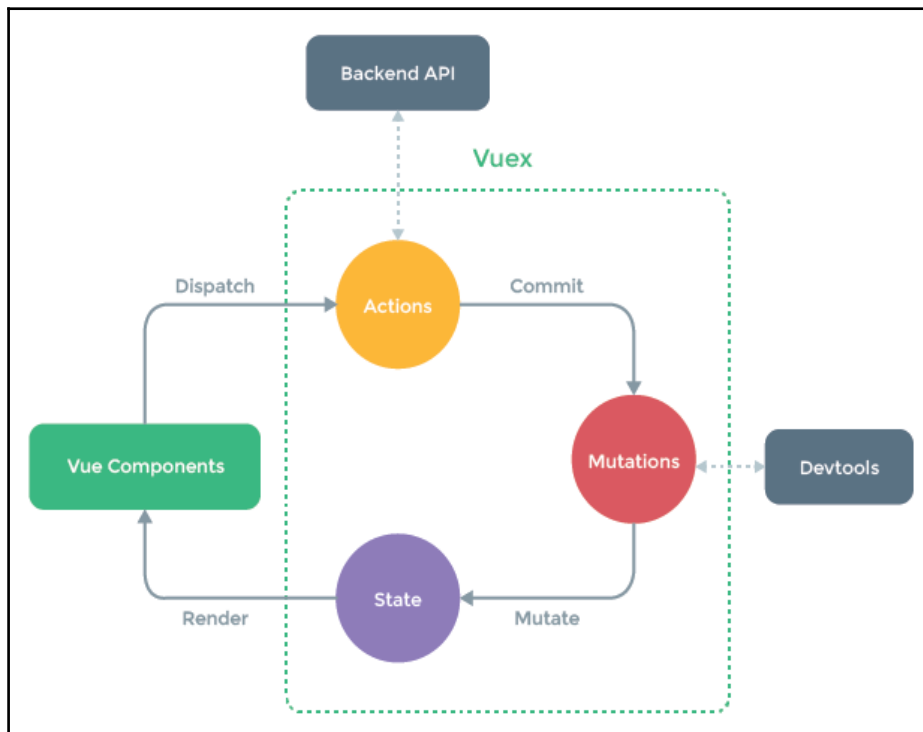 Backend API
Vuex
Dispatch
Actions
Commit
Vue Components
Mutations
Devtools
State
Render
Mutate